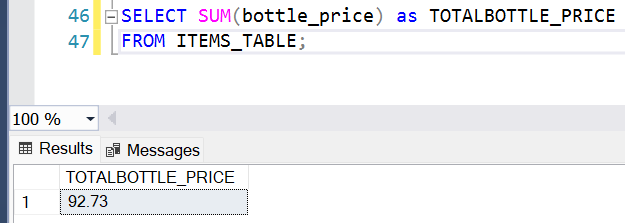 46 SELECT SUM(bottle_price) as TOTALBOTTLE_PRICE
47 FROM ITEMS_TABLE;
100 %
Results Messages
TOTALBOTTLE_PRICE
1 92.73